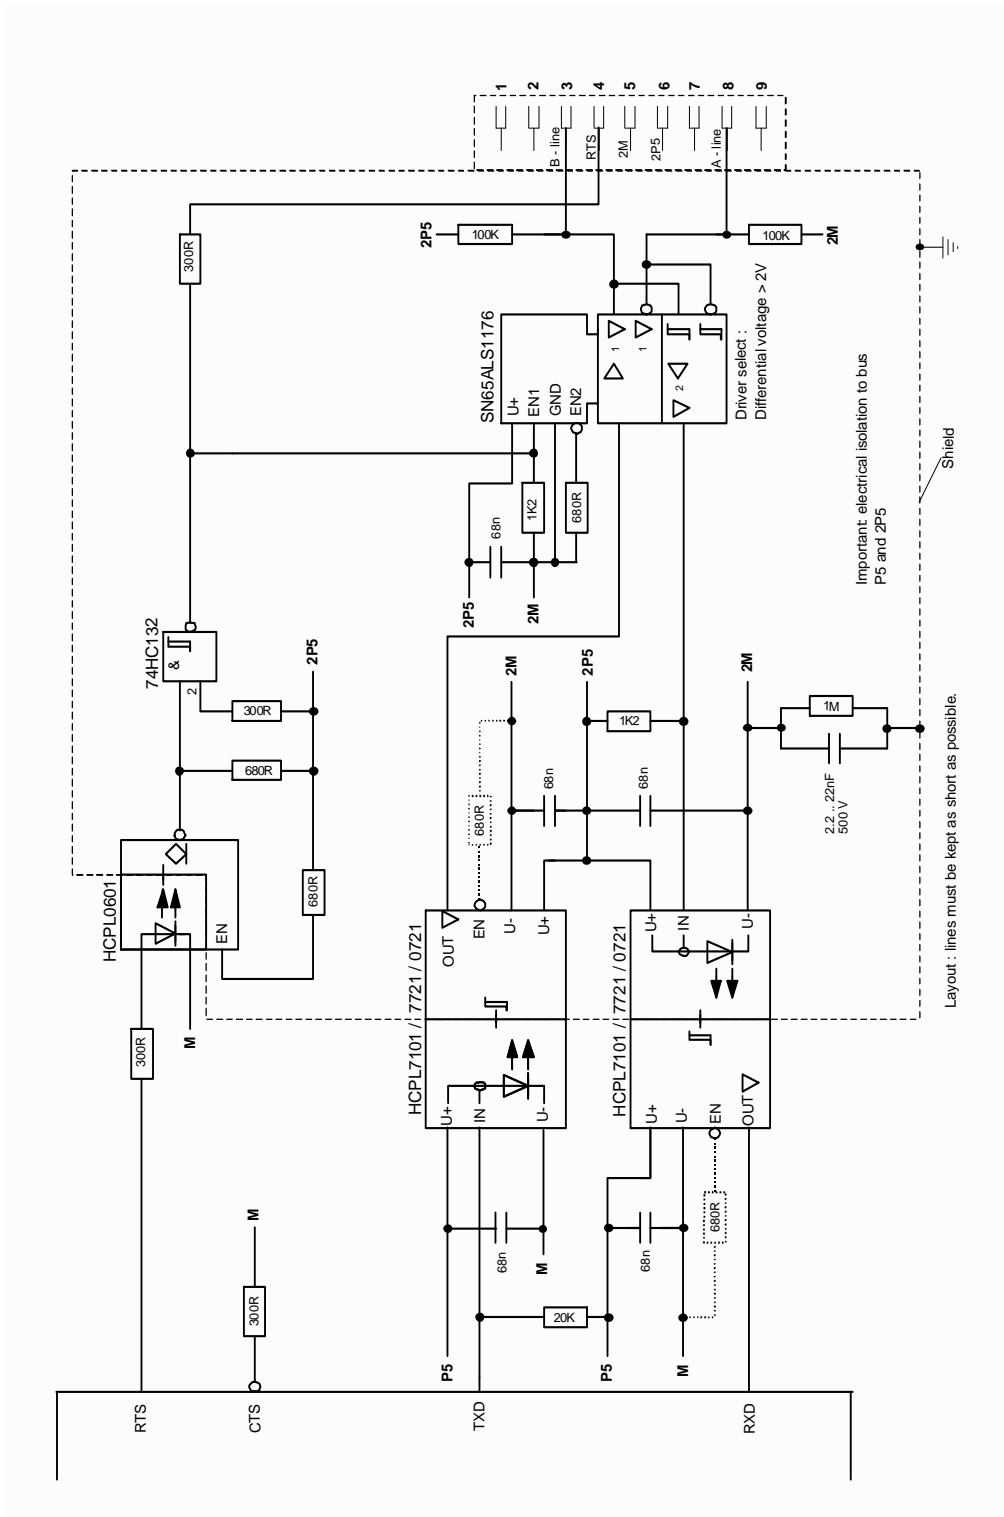 1
2
3
4
5
6
7
8
9
B - line
RTS
2M
2P5
A - line
2P5
100K
100K
2M
300R
SN65ALS1176
U+
EN1
GND
EN2
1
1
2
Driver select :
Differential voltage > 2V
1K2
680R
68n
2P5
2M
Important: electrical isolation to bus
P5 and 2P5
Shield
74HC132
&
2
300R
2P5
680R
680R
HCPL0601
EN
300R
M
2M
2P5
2M
1K2
680R
68n
68n
1M
2.2 .. 22nF
500 V
HCPL7101 / 7721 / 0721
OUT
EN
U-
U+
U+
IN
U-
HCPL7101 / 7721 / 0721
U+
IN
U-
U+
U-
EN
OUT
68n
M
20K
68n
680R
P5
P5
M
M
300R
RTS
CTS
TXD
RXD
Layout : lines must be kept as short as possible.